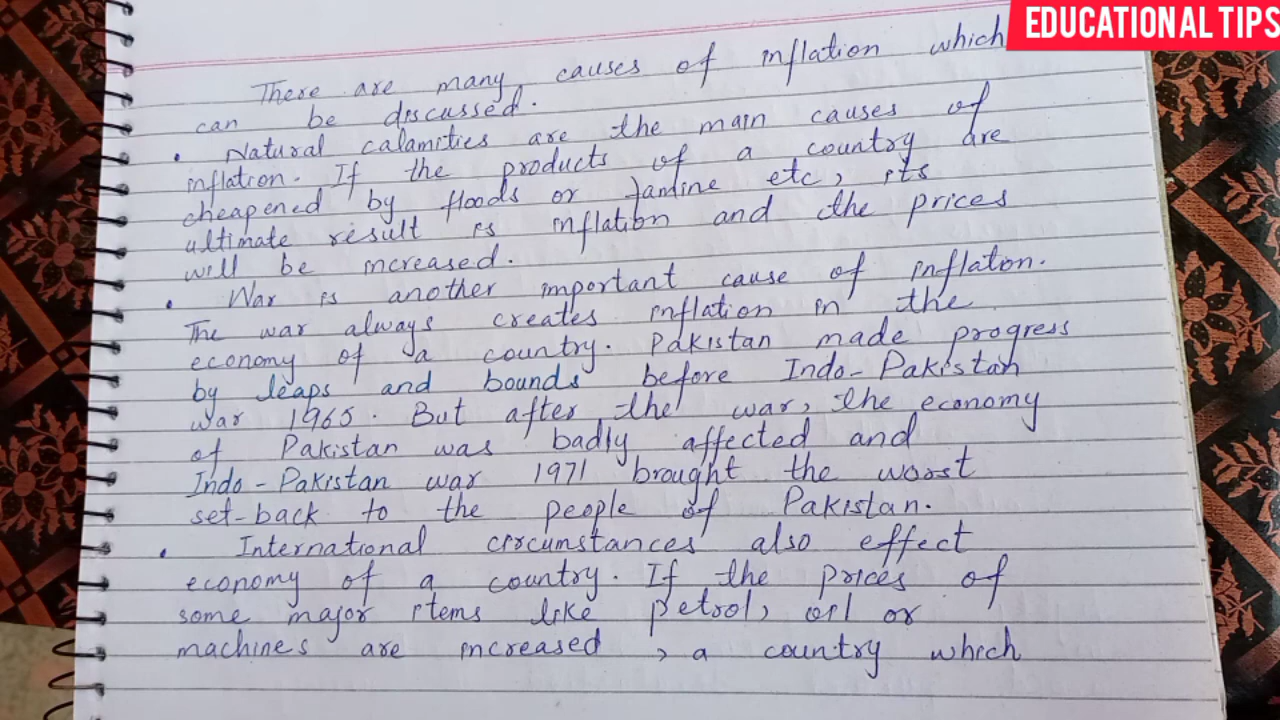 EDUCATIONAL TIPS
There are many causes of inflation which
can be discussed.
• Natural calamities are the main causes of
inflation. If the products of a country are
cheapened by floods or famine etc, its
ultimate result is inflation and the prices
will be increased.
• War is another important cause of inflaton.
The war always creates inflation in the
economy of a country. Pakistan made progress
by leaps and bounds before Indo-Pakistan
war 1965. But after the war, the economy
of Pakistan was badly affected and
Indo-Pakistan war 1971 brought the worst
set-back to the people of Pakistan.
• International circumstances also effect
economy of a country. If the prices of
some major items like petrol, oil or
machines are increased, a country which